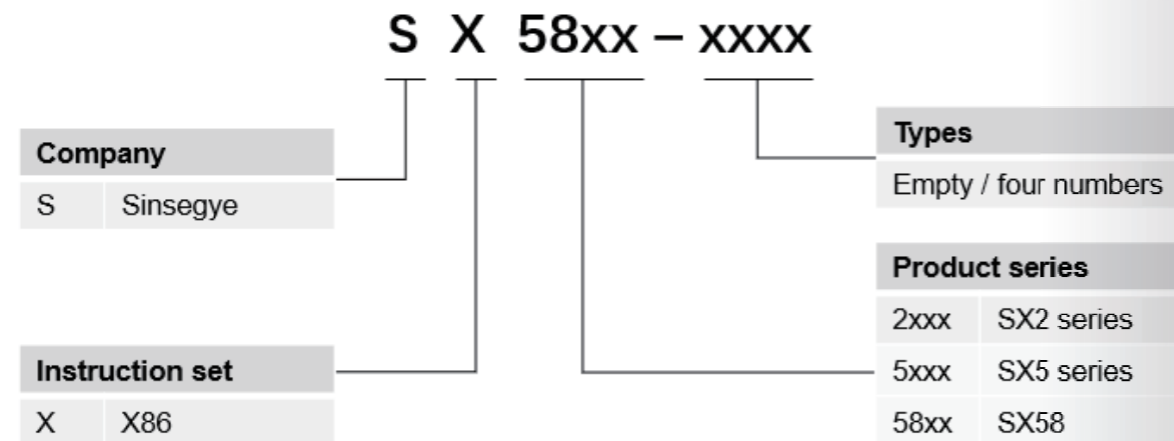 S X 58xx – xxxx
Company
S Sinsegye
Instruction set
X X86
Types
Empty / four numbers
Product series
2xxx SX2 series
5xxx SX5 series
58xx SX58